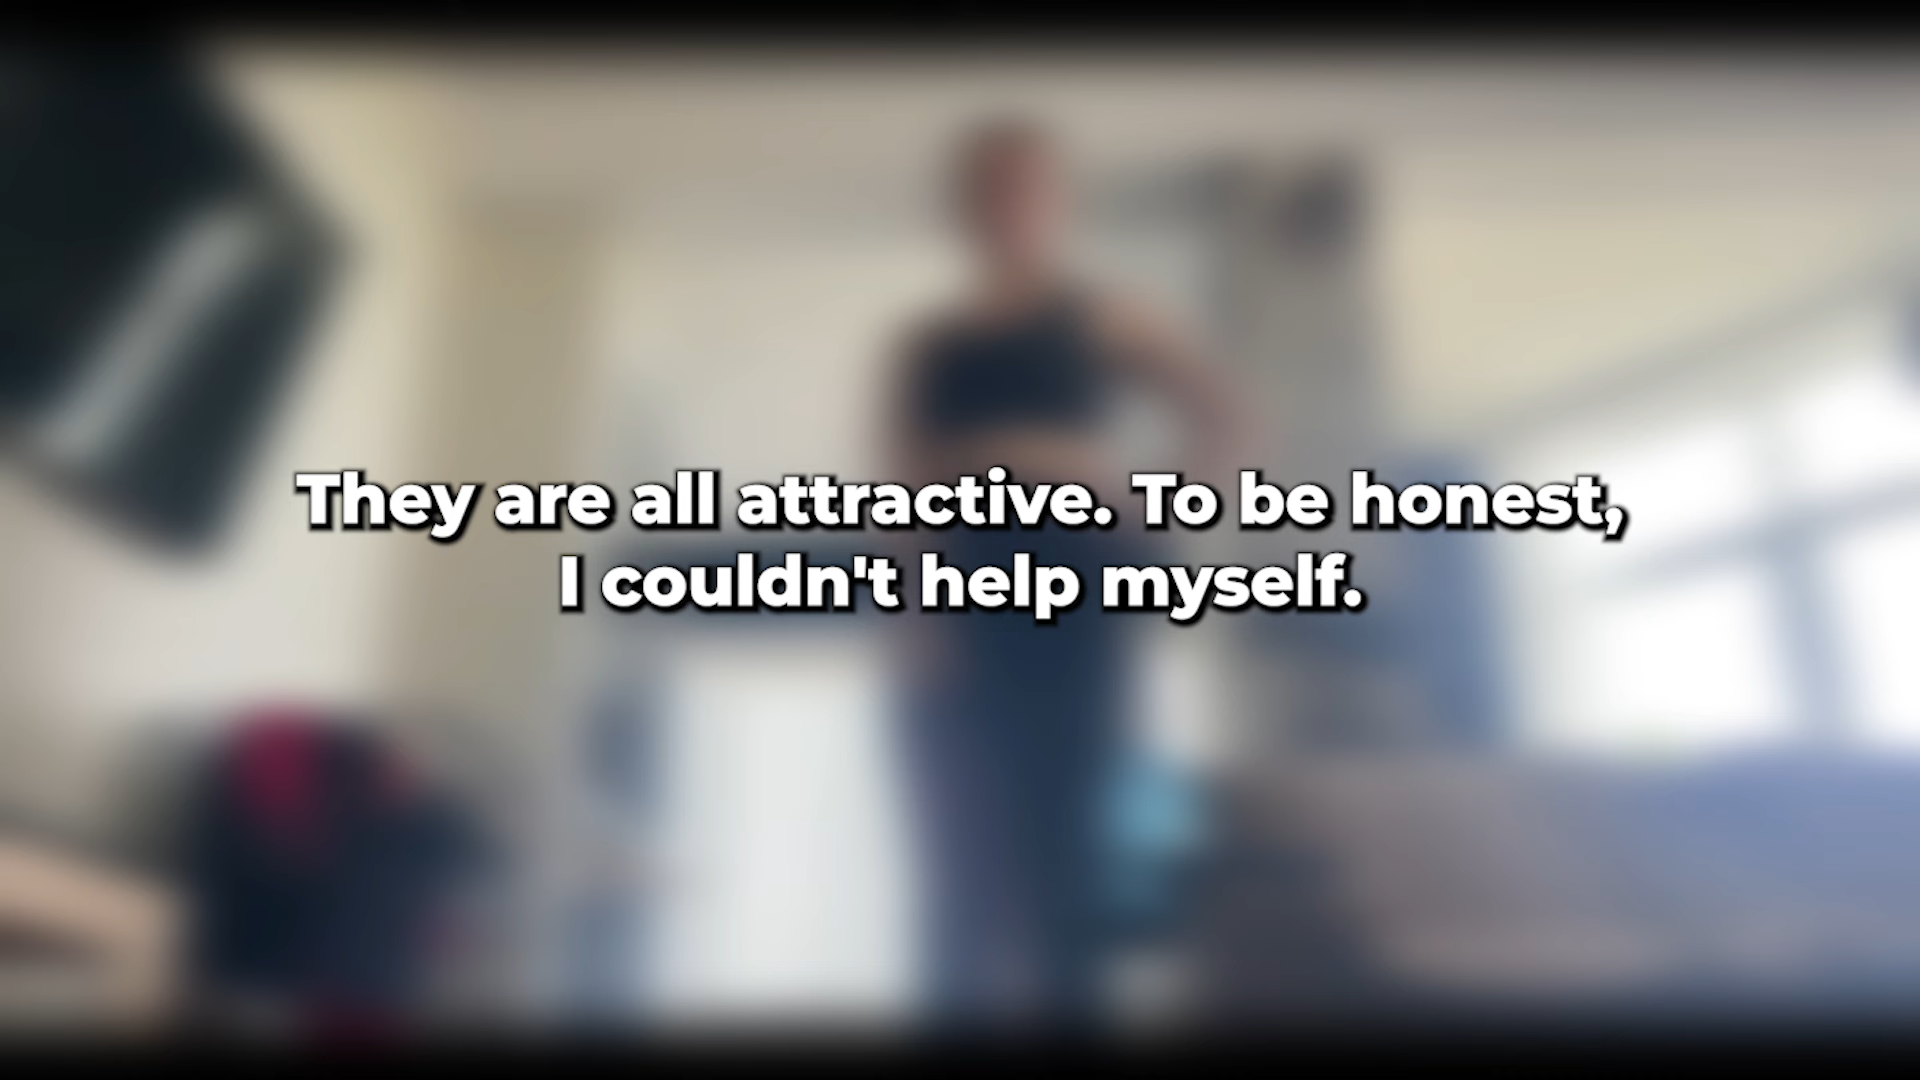 They are all attractive. To be honest,
I couldn't help myself.